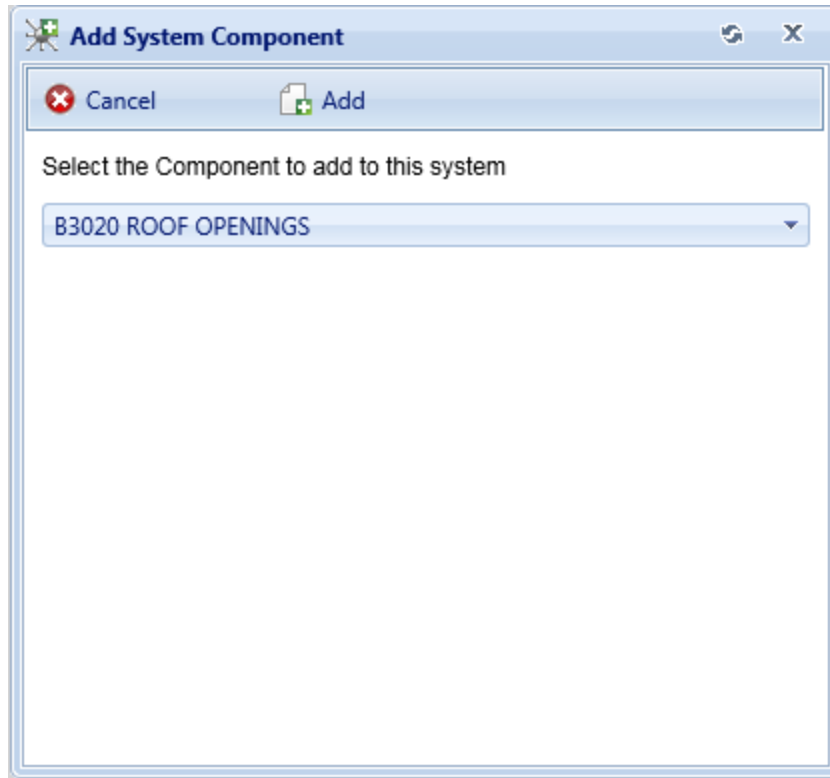 Add System Component
Cancel Add
Select the Component to add to this system
B3020 ROOF OPENINGS